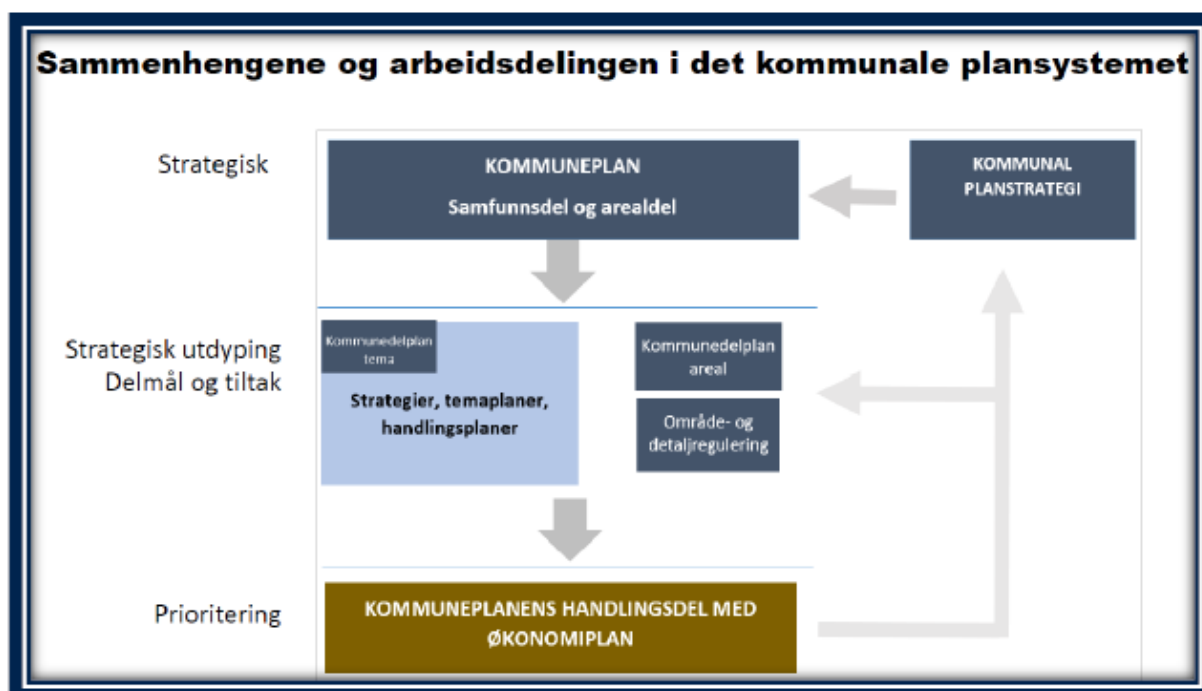 Sammenhengene og arbeidsdelingen i det kommunale plansystemet
Strategisk
KOMMUNEPLAN
Samfunnsdel og arealdel
KOMMUNAL
PLANSTRATEGI
Strategisk utdyping
Delmål og tiltak
Kommunedelplan
tema
Strategier, temaplaner,
handlingsplaner
Kommunedelplan
areal
Område- og
detaljregulering
Prioritering
KOMMUNEPLANENS HANDLINGSDEL MED
ØKONOMIPLAN